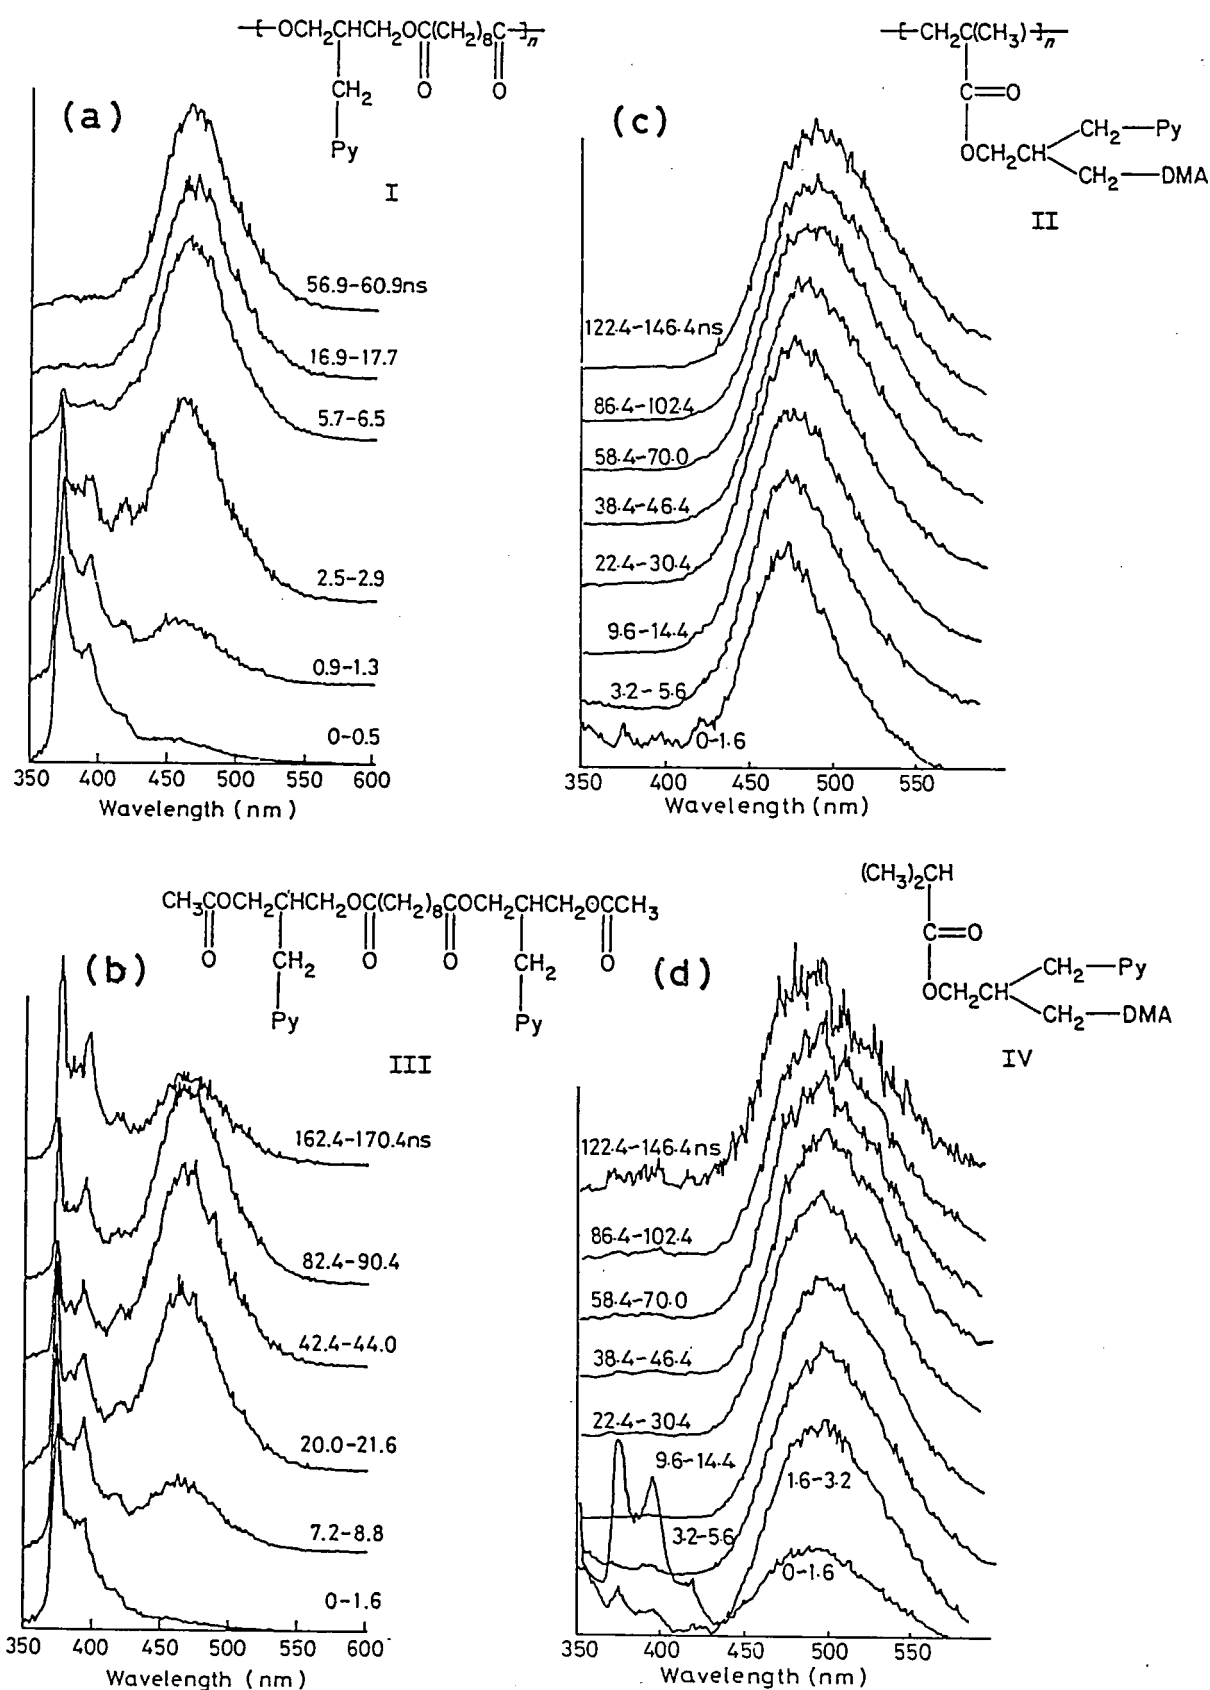 (a)
-[-OCH₂CHCH₂OC(CH₂)₈C-]ₙ-
CH₂ O O
Py
I
56.9–60.9ns
16.9–17.7
5.7–6.5
2.5–2.9
0.9–1.3
0–0.5
350 400 450 500 550 600
Wavelength (nm)
(c)
-[-CH₂C(CH₃)-]ₙ-
C=O
OCH₂CH
CH₂—Py
CH₂—DMA
II
122.4–146.4ns
86.4–102.4
58.4–70.0
38.4–46.4
22.4–30.4
9.6–14.4
3.2–5.6
0–1.6
350 400 450 500 550
Wavelength (nm)
(b)
CH₃COCH₂CHCH₂OC(CH₂)₈COCH₂CHCH₂OCCH₃
O CH₂ O O CH₂ O
Py Py
III
162.4–170.4ns
82.4–90.4
42.4–44.0
20.0–21.6
7.2–8.8
0–1.6
350 400 450 500 550 600
Wavelength (nm)
(d)
(CH₃)₂CH
C=O
OCH₂CH
CH₂—Py
CH₂—DMA
IV
122.4–146.4ns
86.4–102.4
58.4–70.0
38.4–46.4
22.4–30.4
9.6–14.4
1.6–3.2
3.2–5.6
0–1.6
350 400 450 500 550
Wavelength (nm)